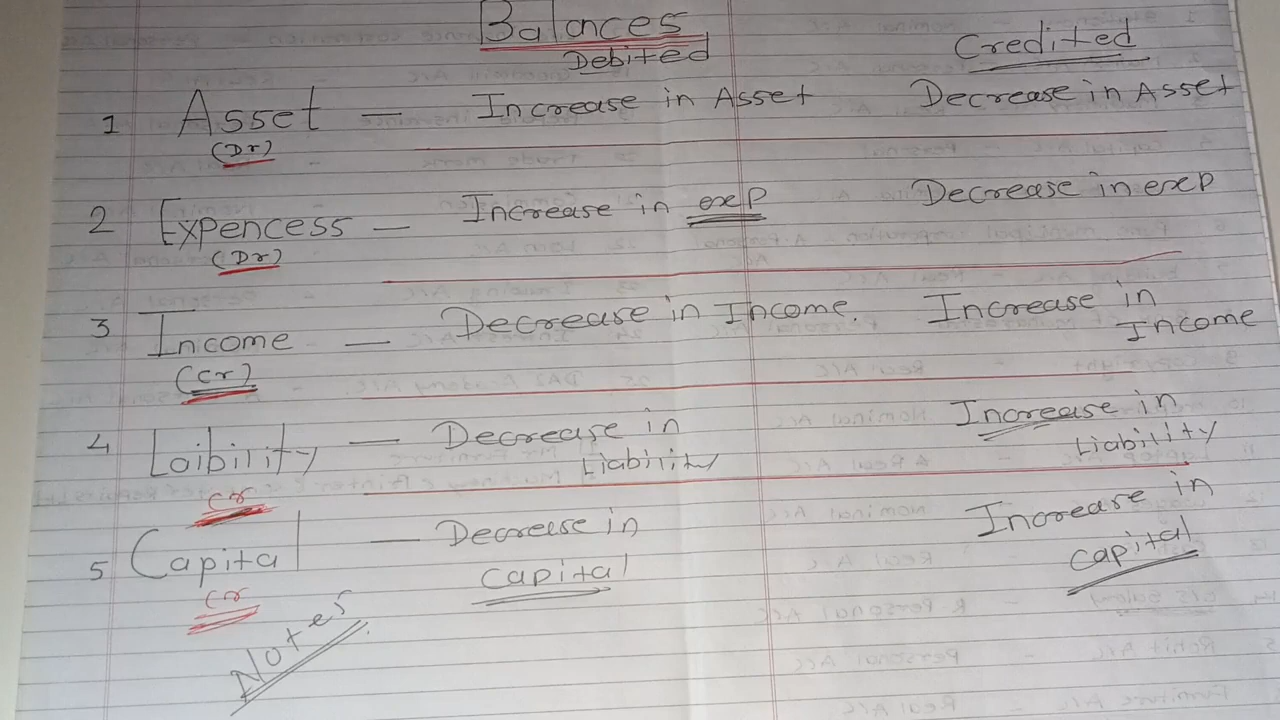 Balances
Debited Credited
1 Asset — Increase in Asset Decrease in Asset
(Dr)
2 Expencess — Increase in exp Decrease in exp
(Dr)
3 Income — Decrease in Income. Increase in
Income
(Cr)
4 Laibility — Decrease in Increase in
Liability Liability
Cr
5 Capital — Decrease in Increase in
Capital Capital
Cr
Notes